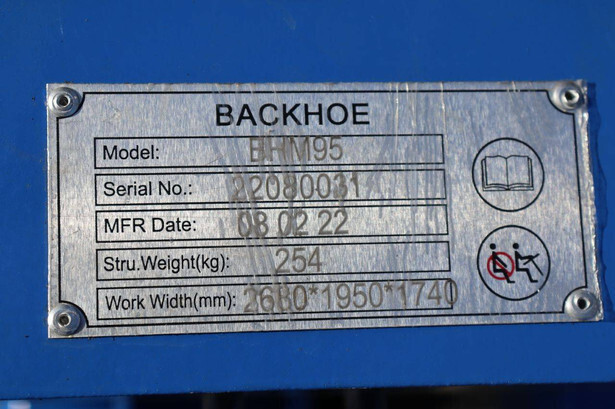 BACKHOE
Model: BHM95
Serial No.: 22080031
MFR Date: 08 02 22
Stru.Weight(kg): 254
Work Width(mm): 2680*1950*1740